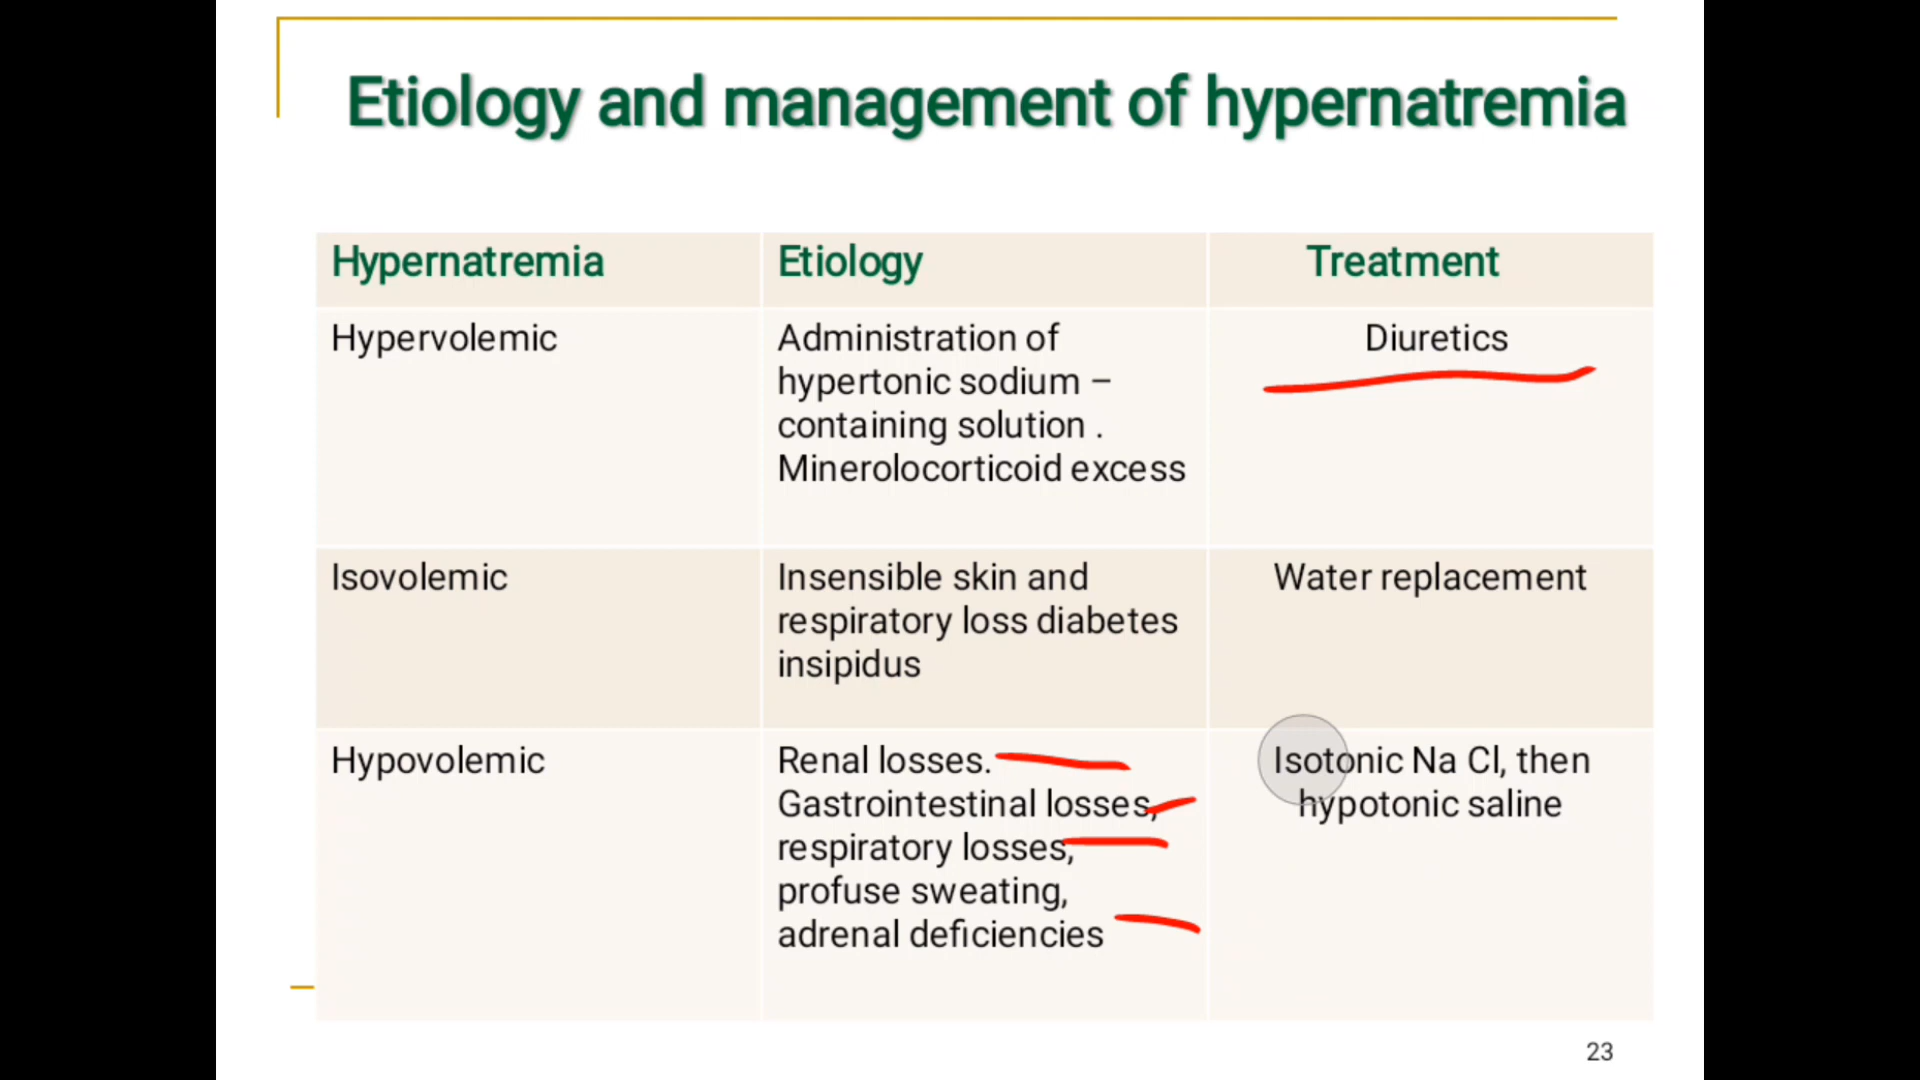 Etiology and management of hypernatremia
Hypernatremia
Etiology
Treatment
Hypervolemic
Administration of
hypertonic sodium –
containing solution .
Minerolocorticoid excess
Diuretics
Isovolemic
Insensible skin and
respiratory loss diabetes
insipidus
Water replacement
Hypovolemic
Renal losses.
Gastrointestinal losses,
respiratory losses,
profuse sweating,
adrenal deficiencies
Isotonic Na Cl, then
hypotonic saline
23